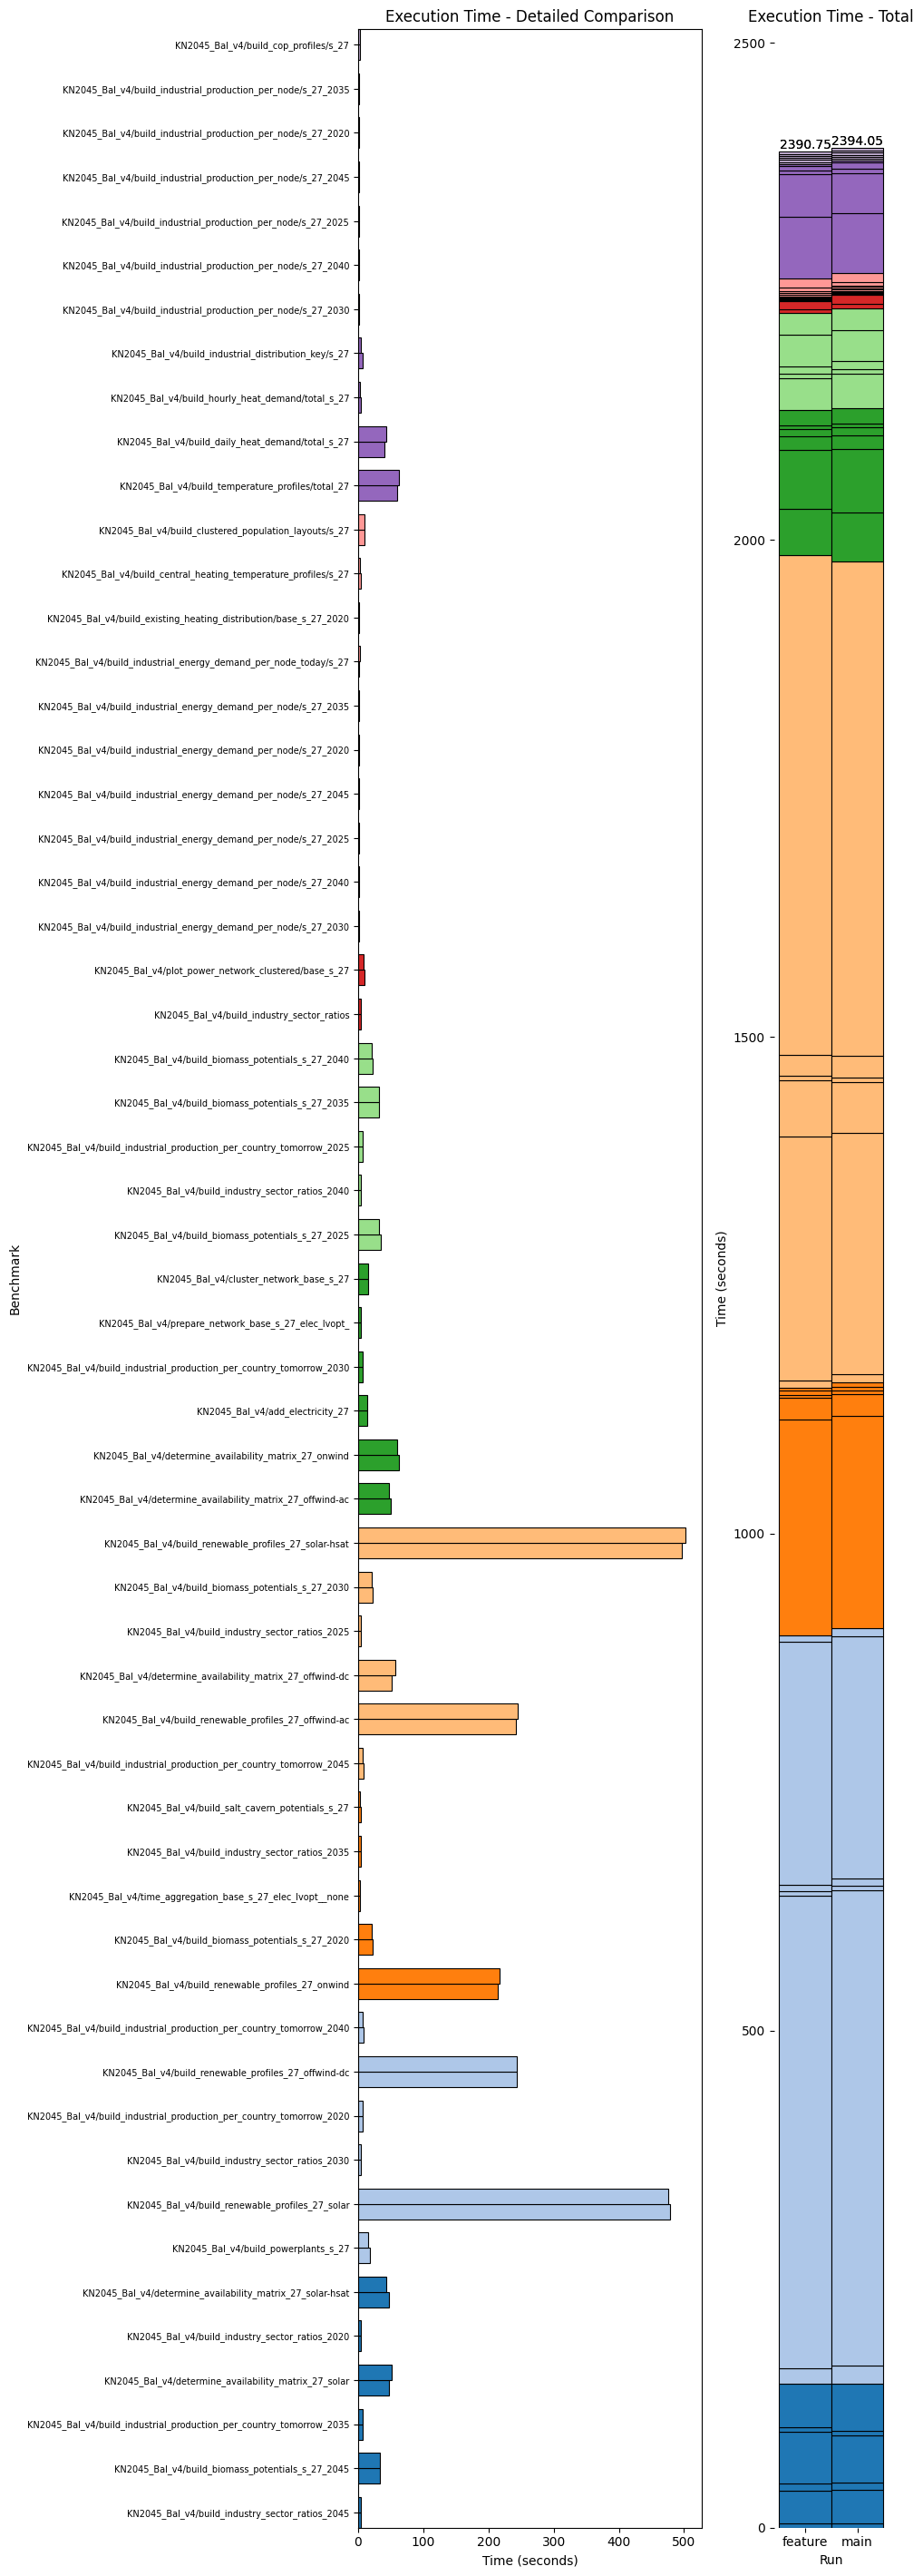 Execution Time - Detailed Comparison
Execution Time - Total
Benchmark
KN2045_Bal_v4/build_cop_profiles/s_27
KN2045_Bal_v4/build_industrial_production_per_node/s_27_2035
KN2045_Bal_v4/build_industrial_production_per_node/s_27_2020
KN2045_Bal_v4/build_industrial_production_per_node/s_27_2045
KN2045_Bal_v4/build_industrial_production_per_node/s_27_2025
KN2045_Bal_v4/build_industrial_production_per_node/s_27_2040
KN2045_Bal_v4/build_industrial_production_per_node/s_27_2030
KN2045_Bal_v4/build_industrial_distribution_key/s_27
KN2045_Bal_v4/build_hourly_heat_demand/total_s_27
KN2045_Bal_v4/build_daily_heat_demand/total_s_27
KN2045_Bal_v4/build_temperature_profiles/total_27
KN2045_Bal_v4/build_clustered_population_layouts/s_27
KN2045_Bal_v4/build_central_heating_temperature_profiles/s_27
KN2045_Bal_v4/build_existing_heating_distribution/base_s_27_2020
KN2045_Bal_v4/build_industrial_energy_demand_per_node_today/s_27
KN2045_Bal_v4/build_industrial_energy_demand_per_node/s_27_2035
KN2045_Bal_v4/build_industrial_energy_demand_per_node/s_27_2020
KN2045_Bal_v4/build_industrial_energy_demand_per_node/s_27_2045
KN2045_Bal_v4/build_industrial_energy_demand_per_node/s_27_2025
KN2045_Bal_v4/build_industrial_energy_demand_per_node/s_27_2040
KN2045_Bal_v4/build_industrial_energy_demand_per_node/s_27_2030
KN2045_Bal_v4/plot_power_network_clustered/base_s_27
KN2045_Bal_v4/build_industry_sector_ratios
KN2045_Bal_v4/build_biomass_potentials_s_27_2040
KN2045_Bal_v4/build_biomass_potentials_s_27_2035
KN2045_Bal_v4/build_industrial_production_per_country_tomorrow_2025
KN2045_Bal_v4/build_industry_sector_ratios_2040
KN2045_Bal_v4/build_biomass_potentials_s_27_2025
KN2045_Bal_v4/cluster_network_base_s_27
KN2045_Bal_v4/prepare_network_base_s_27_elec_lvopt_
KN2045_Bal_v4/build_industrial_production_per_country_tomorrow_2030
KN2045_Bal_v4/add_electricity_27
KN2045_Bal_v4/determine_availability_matrix_27_onwind
KN2045_Bal_v4/determine_availability_matrix_27_offwind-ac
KN2045_Bal_v4/build_renewable_profiles_27_solar-hsat
KN2045_Bal_v4/build_biomass_potentials_s_27_2030
KN2045_Bal_v4/build_industry_sector_ratios_2025
KN2045_Bal_v4/determine_availability_matrix_27_offwind-dc
KN2045_Bal_v4/build_renewable_profiles_27_offwind-ac
KN2045_Bal_v4/build_industrial_production_per_country_tomorrow_2045
KN2045_Bal_v4/build_salt_cavern_potentials_s_27
KN2045_Bal_v4/build_industry_sector_ratios_2035
KN2045_Bal_v4/time_aggregation_base_s_27_elec_lvopt__none
KN2045_Bal_v4/build_biomass_potentials_s_27_2020
KN2045_Bal_v4/build_renewable_profiles_27_onwind
KN2045_Bal_v4/build_industrial_production_per_country_tomorrow_2040
KN2045_Bal_v4/build_renewable_profiles_27_offwind-dc
KN2045_Bal_v4/build_industrial_production_per_country_tomorrow_2020
KN2045_Bal_v4/build_industry_sector_ratios_2030
KN2045_Bal_v4/build_renewable_profiles_27_solar
KN2045_Bal_v4/build_powerplants_s_27
KN2045_Bal_v4/determine_availability_matrix_27_solar-hsat
KN2045_Bal_v4/build_industry_sector_ratios_2020
KN2045_Bal_v4/determine_availability_matrix_27_solar
KN2045_Bal_v4/build_industrial_production_per_country_tomorrow_2035
KN2045_Bal_v4/build_biomass_potentials_s_27_2045
KN2045_Bal_v4/build_industry_sector_ratios_2045
0 100 200 300 400 500
Time (seconds)
Time (seconds)
2500
2000
1500
1000
500
0
2390.75 2394.05
feature main
Run